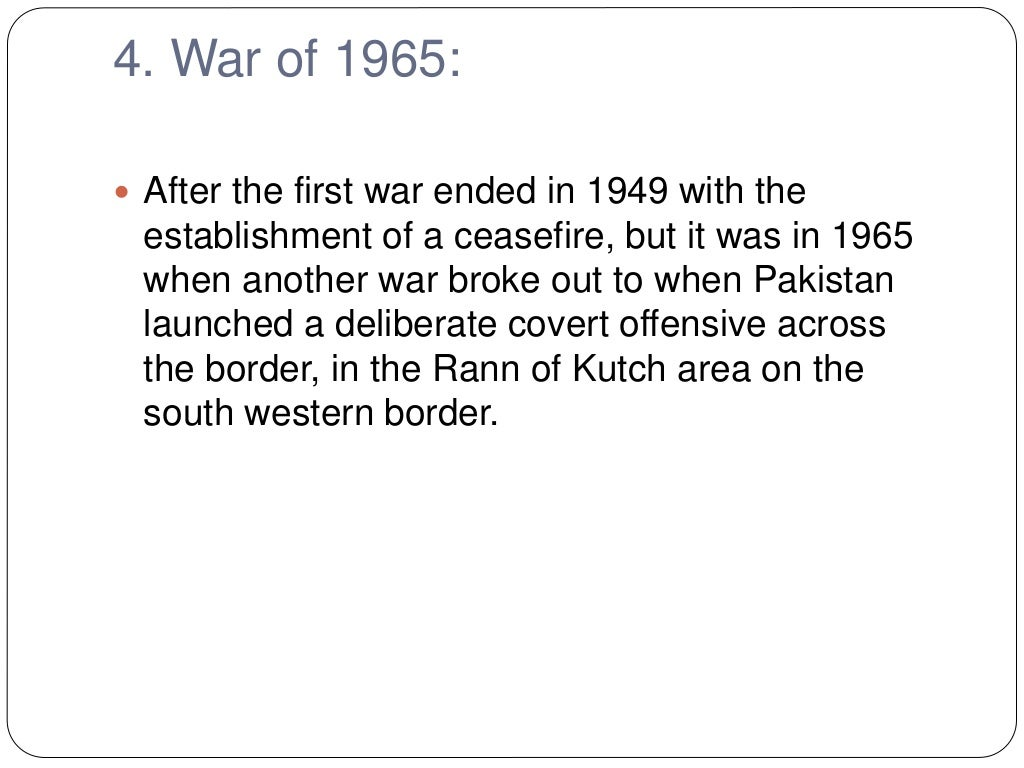 4. War of 1965:
After the first war ended in 1949 with the
establishment of a ceasefire, but it was in 1965
when another war broke out to when Pakistan
launched a deliberate covert offensive across
the border, in the Rann of Kutch area on the
south western border.